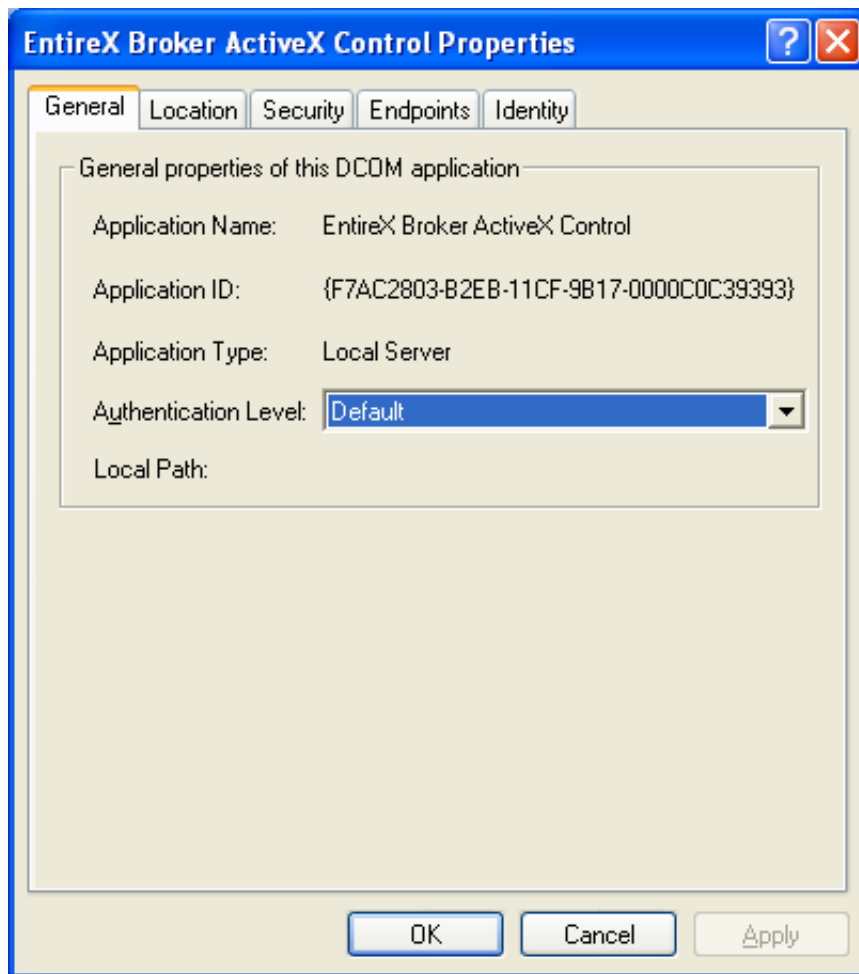 EntireX Broker ActiveX Control Properties ?
General Location Security Endpoints Identity
General properties of this DCOM application
Application Name: EntireX Broker ActiveX Control
Application ID: {F7AC2803-B2EB-11CF-9B17-0000C0C39393}
Application Type: Local Server
Authentication Level: Default
Local Path:
OK Cancel Apply